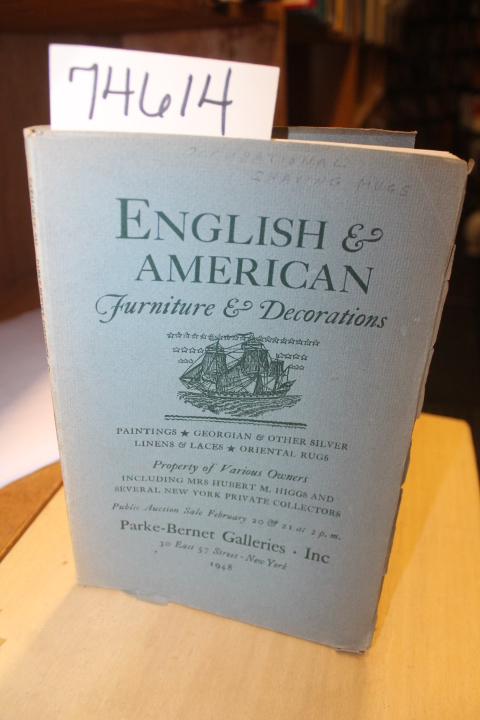 74614
OCCUPATIONAL
SHAVING MUGS
ENGLISH &
AMERICAN
Furniture & Decorations
PAINTINGS ★ GEORGIAN & OTHER SILVER
LINENS & LACES ★ ORIENTAL RUGS
Property of Various Owners
INCLUDING MRS HUBERT M. HIGGS AND
SEVERAL NEW YORK PRIVATE COLLECTORS
Public Auction Sale February 20 & 21 at 2 p. m.
Parke-Bernet Galleries · Inc
30 East 57 Street · New York
1948